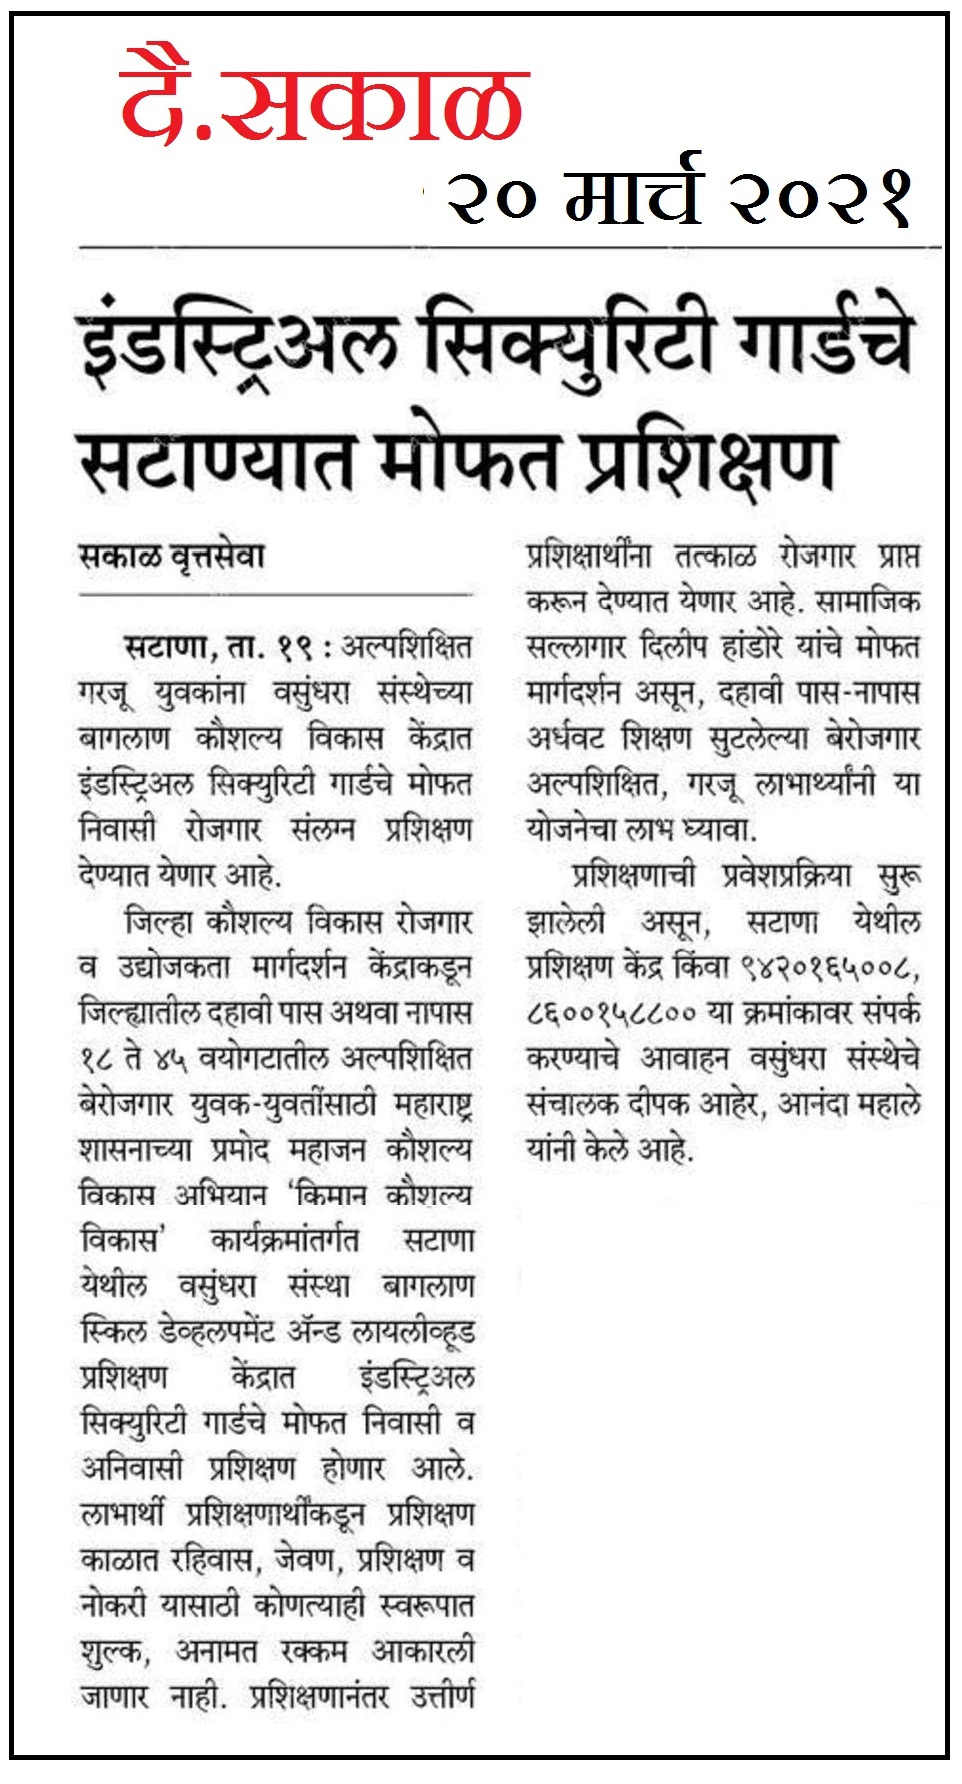 दै.सकाळ
२० मार्च २०२१
इंडस्ट्रिअल सिक्युरिटी गार्डचे
सटाण्यात मोफत प्रशिक्षण
सकाळ वृत्तसेवा
सटाणा, ता. १९ : अल्पशिक्षित
गरजू युवकांना वसुंधरा संस्थेच्या
बागलाण कौशल्य विकास केंद्रात
इंडस्ट्रिअल सिक्युरिटी गार्डचे मोफत
निवासी रोजगार संलग्न प्रशिक्षण
देण्यात येणार आहे.
जिल्हा कौशल्य विकास रोजगार
व उद्योजकता मार्गदर्शन केंद्राकडून
जिल्ह्यातील दहावी पास अथवा नापास
१८ ते ४५ वयोगटातील अल्पशिक्षित
बेरोजगार युवक-युवतींसाठी महाराष्ट्र
शासनाच्या प्रमोद महाजन कौशल्य
विकास अभियान ‘किमान कौशल्य
विकास’ कार्यक्रमांतर्गत सटाणा
येथील वसुंधरा संस्था बागलाण
स्किल डेव्हलपमेंट ॲन्ड लायलीव्हूड
प्रशिक्षण केंद्रात इंडस्ट्रिअल
सिक्युरिटी गार्डचे मोफत निवासी व
अनिवासी प्रशिक्षण होणार आले.
लाभार्थी प्रशिक्षणार्थींकडून प्रशिक्षण
काळात रहिवास, जेवण, प्रशिक्षण व
नोकरी यासाठी कोणत्याही स्वरूपात
शुल्क, अनामत रक्कम आकारली
जाणार नाही. प्रशिक्षणानंतर उत्तीर्ण
प्रशिक्षार्थींना तत्काळ रोजगार प्राप्त
करून देण्यात येणार आहे. सामाजिक
सल्लागार दिलीप हांडोरे यांचे मोफत
मार्गदर्शन असून, दहावी पास-नापास
अर्धवट शिक्षण सुटलेल्या बेरोजगार
अल्पशिक्षित, गरजू लाभार्थ्यांनी या
योजनेचा लाभ घ्यावा.
प्रशिक्षणाची प्रवेशप्रक्रिया सुरू
झालेली असून, सटाणा येथील
प्रशिक्षण केंद्र किंवा ९४२०१६५००८,
८६००१५८८०० या क्रमांकावर संपर्क
करण्याचे आवाहन वसुंधरा संस्थेचे
संचालक दीपक आहेर, आनंदा महाले
यांनी केले आहे.